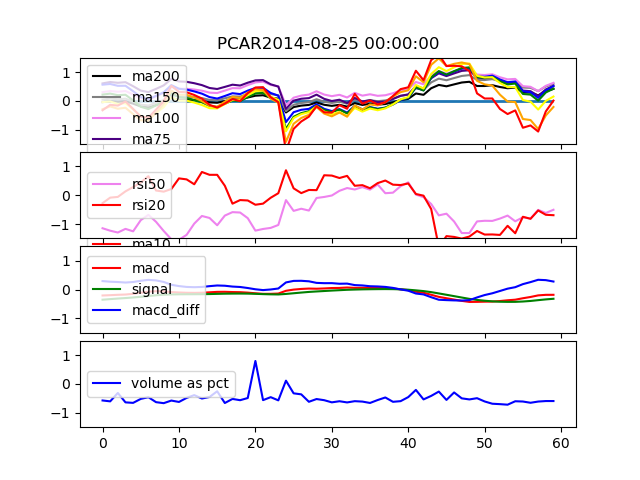 PCAR2014-08-25 00:00:00
1
0
−1
ma200
ma150
ma100
ma75
1
0
−1
rsi50
rsi20
ma10
1
0
−1
macd
signal
macd_diff
1
0
−1
volume as pct
0 10 20 30 40 50 60